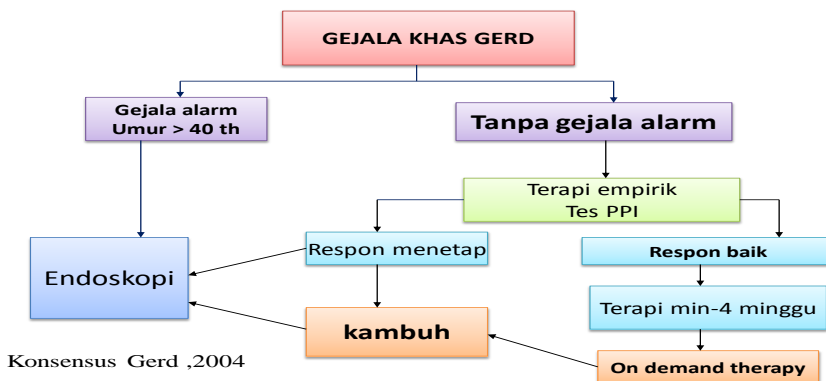 GEJALA KHAS GERD
Gejala alarm
Umur > 40 th
Tanpa gejala alarm
Terapi empirik
Tes PPI
Respon menetap
Respon baik
Endoskopi
Terapi min-4 minggu
kambuh
Konsensus Gerd ,2004
On demand therapy